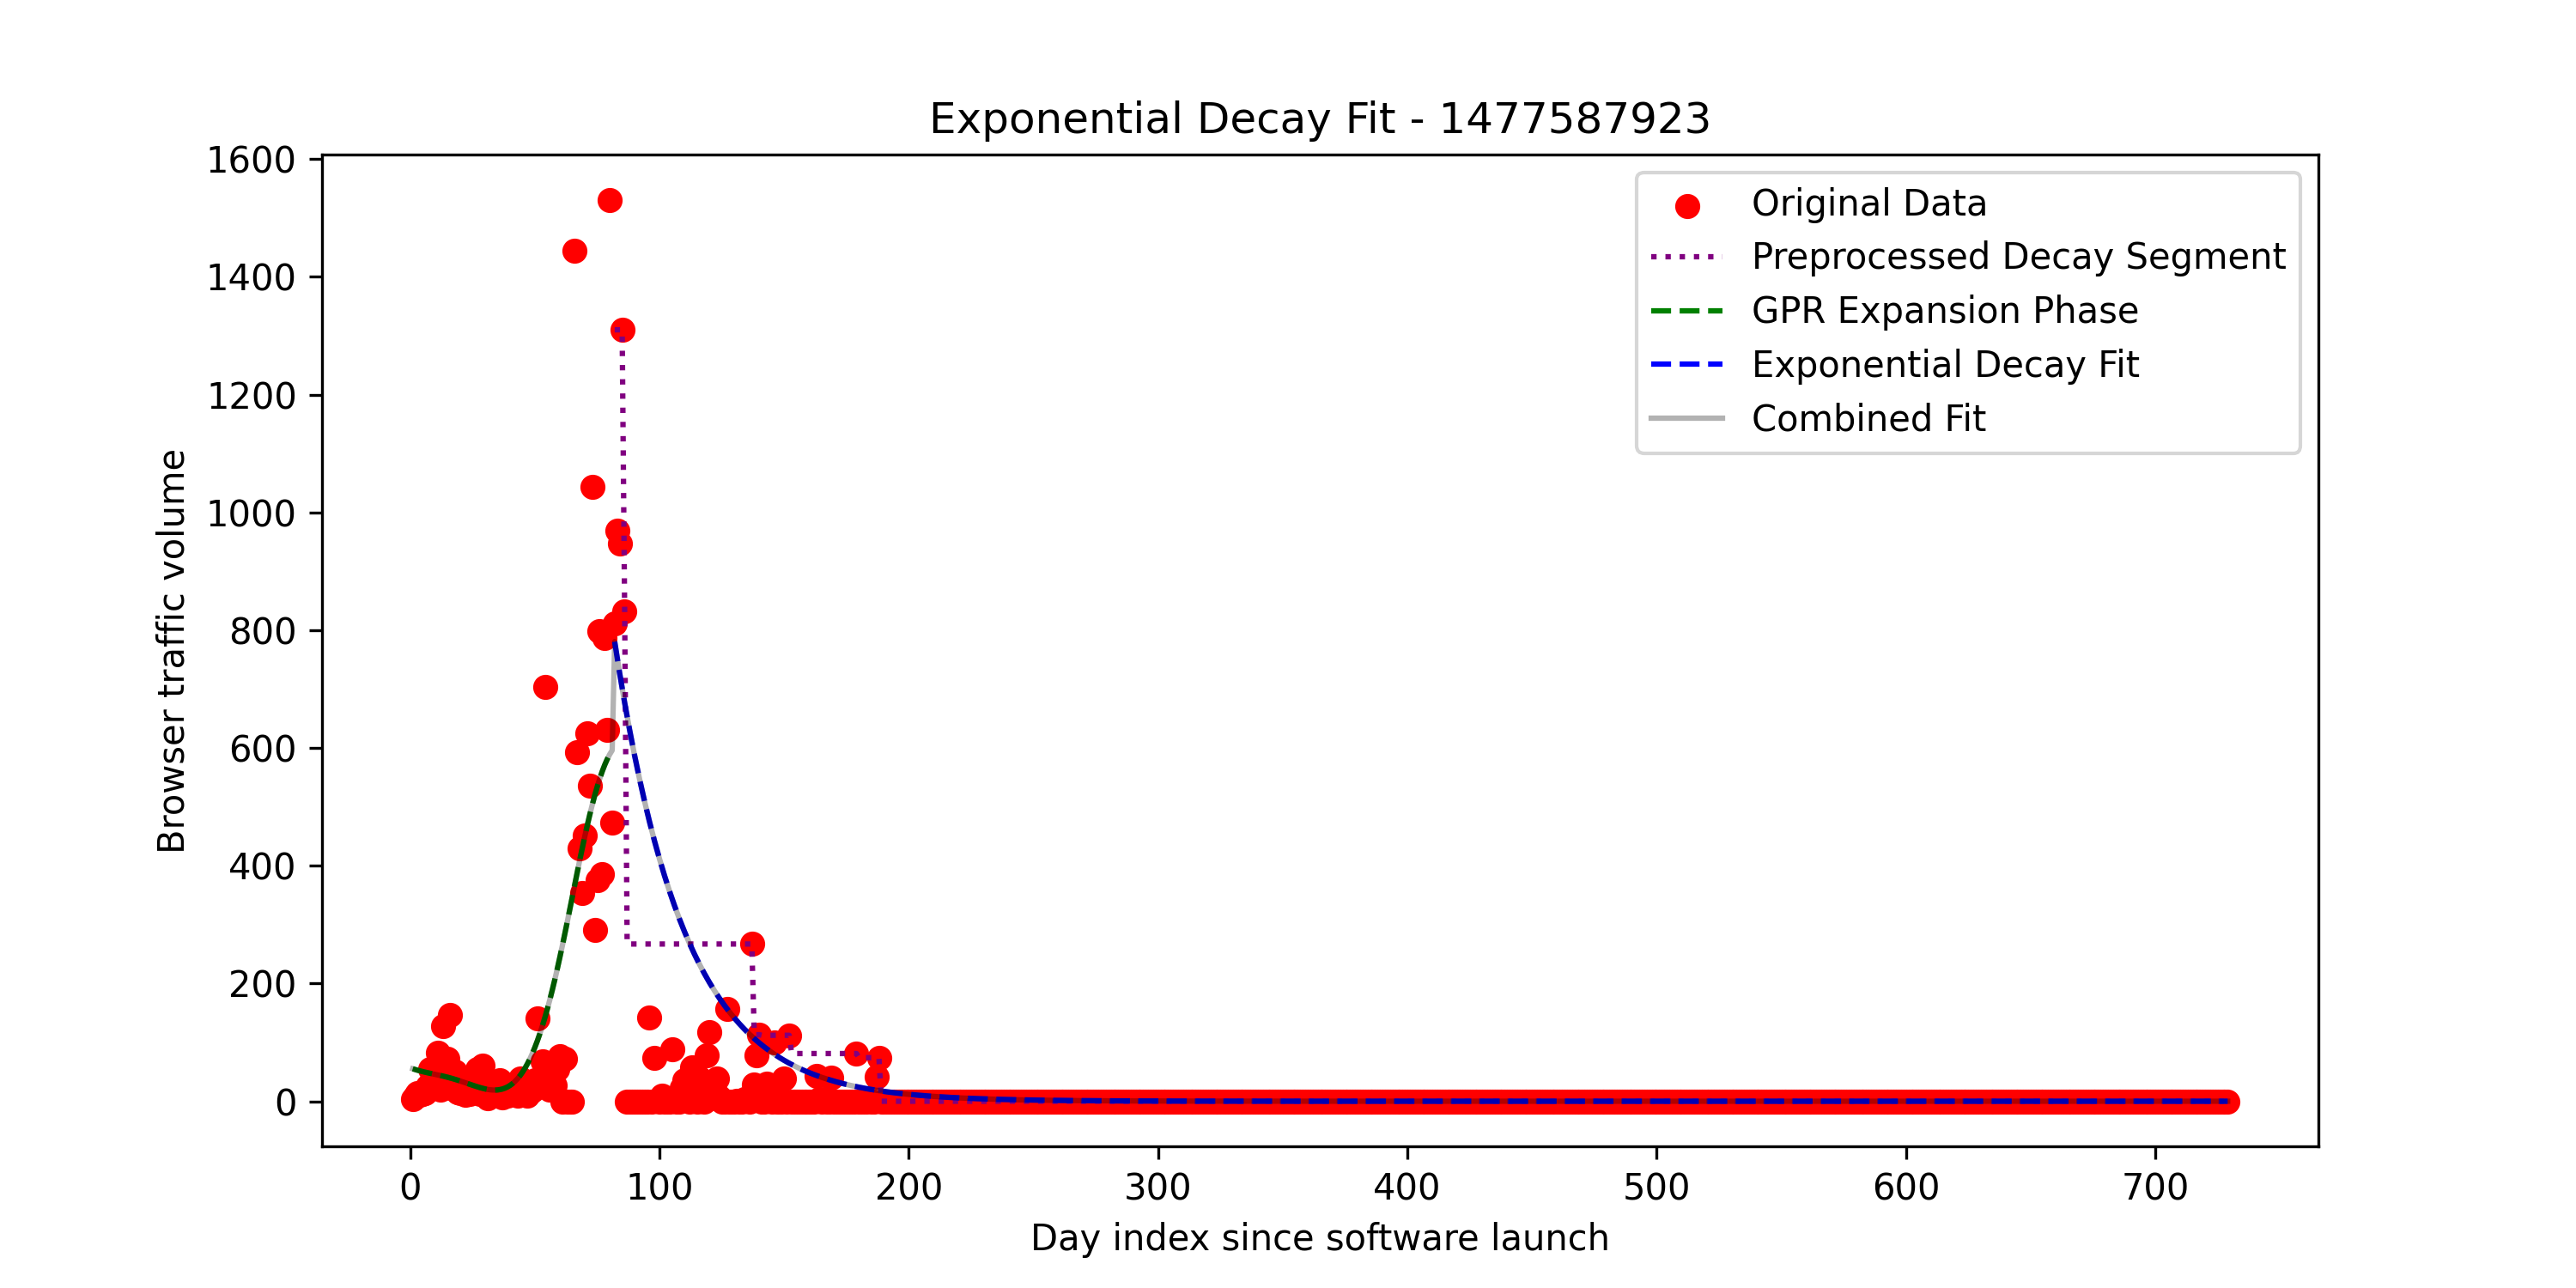 Exponential Decay Fit - 1477587923
1600
1400
1200
1000
800
600
400
200
0
Browser traffic volume
Original Data
Preprocessed Decay Segment
GPR Expansion Phase
Exponential Decay Fit
Combined Fit
0 100 200 300 400 500 600 700
Day index since software launch